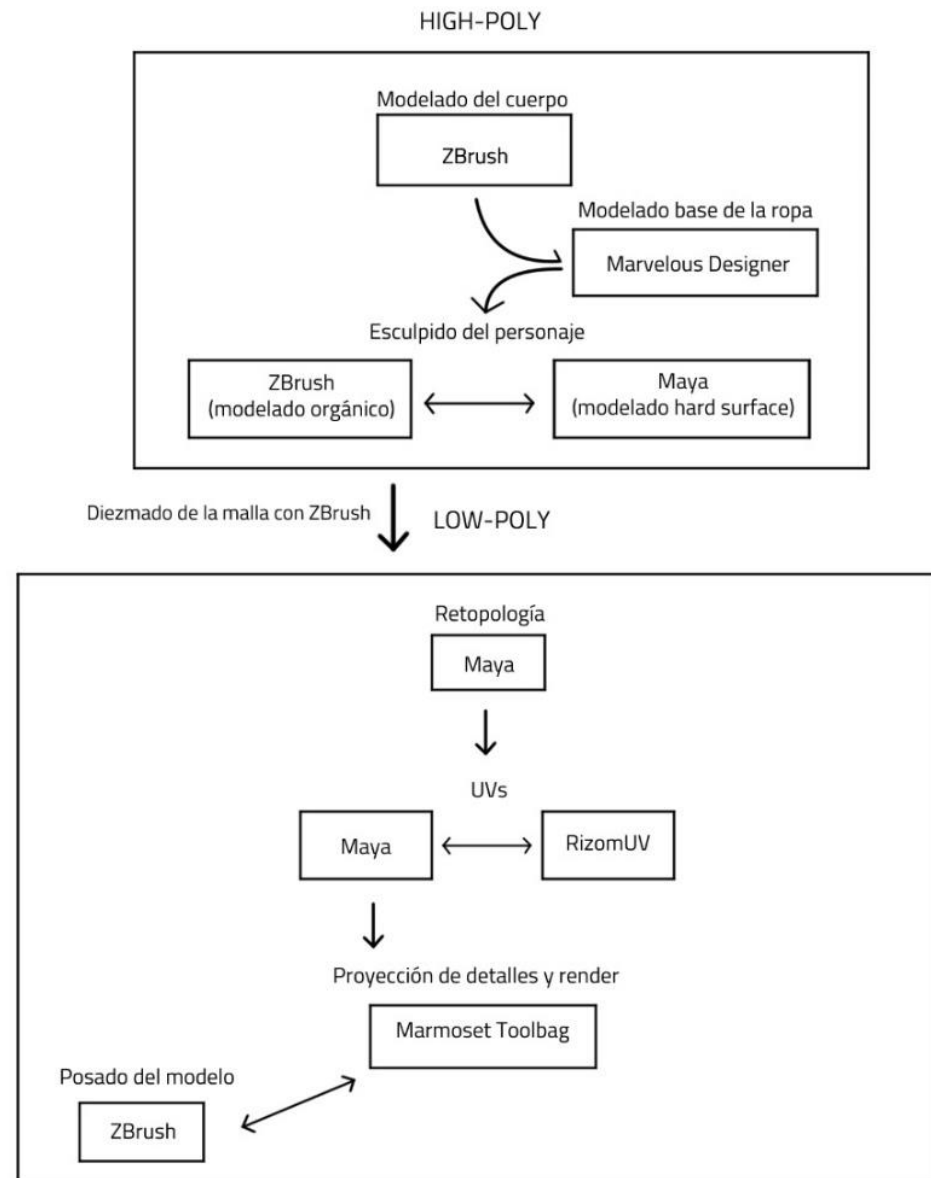 HIGH-POLY
Modelado del cuerpo
ZBrush
Modelado base de la ropa
Marvelous Designer
Esculpido del personaje
ZBrush
(modelado orgánico)
Maya
(modelado hard surface)
Diezmado de la malla con ZBrush
LOW-POLY
Retopología
Maya
UVs
Maya
RizomUV
Proyección de detalles y render
Marmoset Toolbag
Posado del modelo
ZBrush